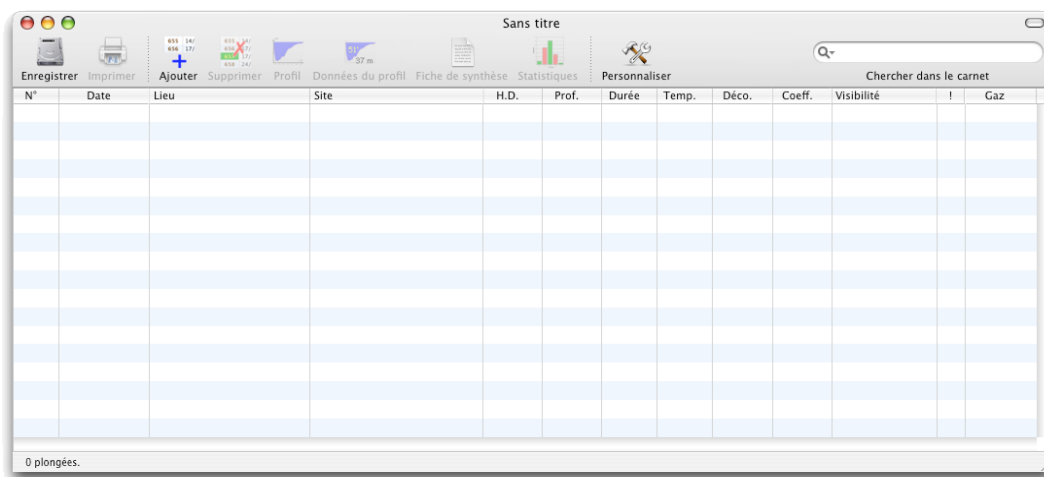 Sans titre
Enregistrer Imprimer Ajouter Supprimer Profil Données du profil Fiche de synthèse Statistiques Personnaliser Chercher dans le carnet
N° Date Lieu Site H.D. Prof. Durée Temp. Déco. Coeff. Visibilité ! Gaz
0 plongées.